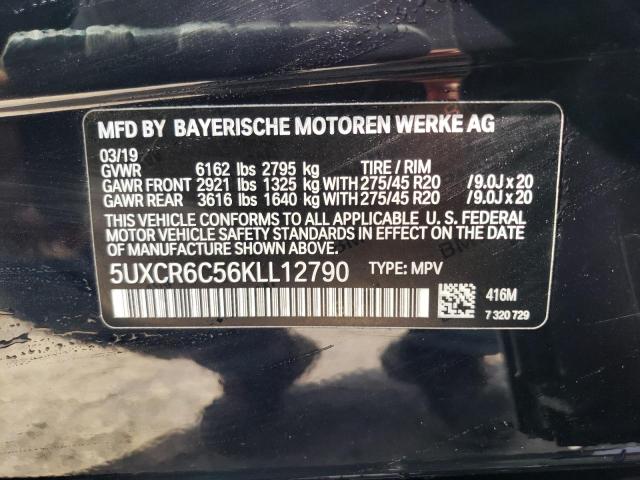 MFD BY BAYERISCHE MOTOREN WERKE AG
03/19
GVWR 6162 lbs 2795 kg TIRE / RIM
GAWR FRONT 2921 lbs 1325 kg WITH 275/45 R20 / 9.0J x 20
GAWR REAR 3616 lbs 1640 kg WITH 275/45 R20 / 9.0J x 20
THIS VEHICLE CONFORMS TO ALL APPLICABLE U. S. FEDERAL
MOTOR VEHICLE SAFETY STANDARDS IN EFFECT ON THE DATE
OF MANUFACTURE SHOWN ABOVE.
5UXCR6C56KLL12790 TYPE: MPV
416M
7 320 729